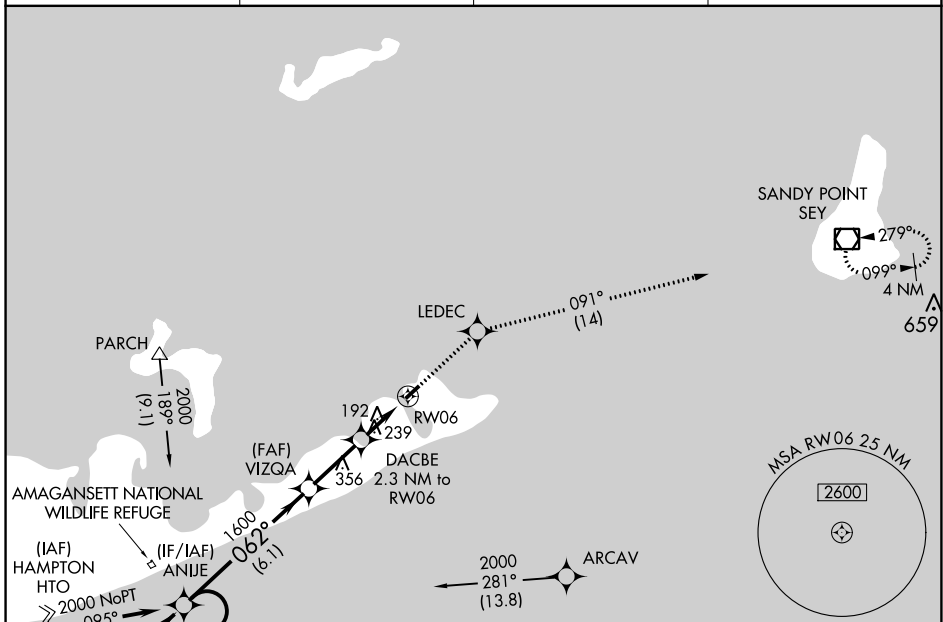 SANDY POINT
SEY
279°
099°
4 NM
659
LEDEC
091°
(14)
PARCH
2000
189°
(9.1)
192
RW06
239
(FAF)
VIZQA
356
DACBE
2.3 NM to
RW06
MSA RW06 25 NM
2600
AMAGANSETT NATIONAL
WILDLIFE REFUGE
1600
062°
(6.1)
(IAF)
HAMPTON
HTO
(IF/IAF)
ANIJE
2000
281°
(13.8)
ARCAV
2000 NoPT
095°